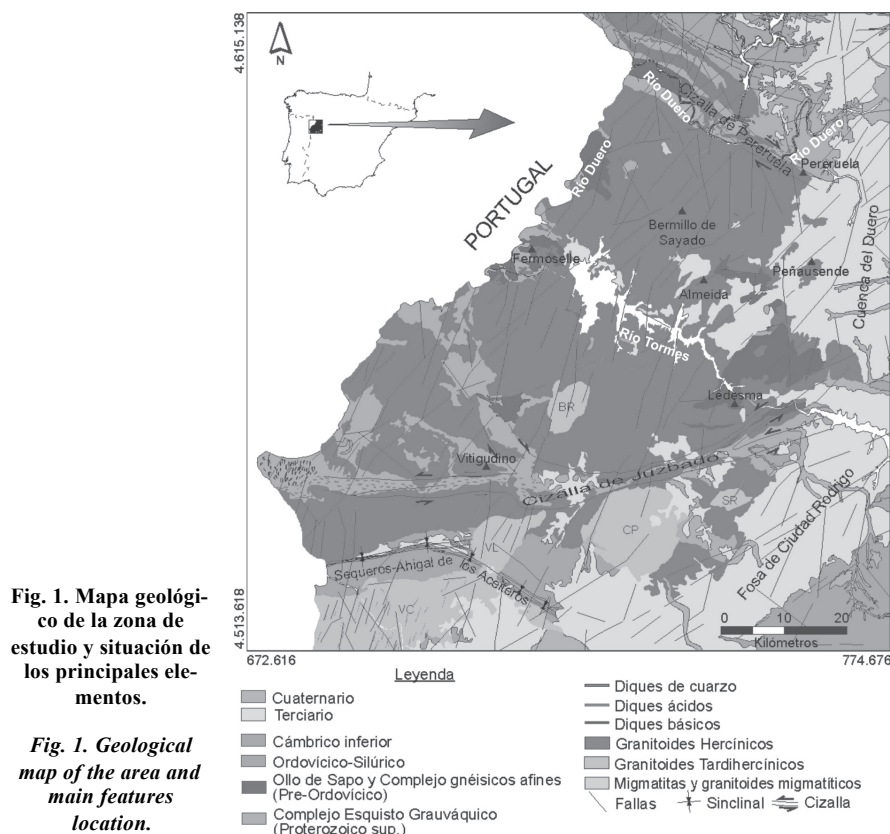 4.615.138
N
PORTUGAL
Río Duero
Cizalla de Pereruela
Río Duero
Río Duero
Pereruela
Bermillo de
Sayado
Fermoselle
Peñausende
Almeida
Cuenca del Duero
Río Tormes
Ledesma
BR
Vitigudino
Cizalla de Juzbado
SR
CP
VL
Fosa de Ciudad Rodrigo
Sequeros-Ahigal de los Aceiteros
VC
0 10 20
Kilómetros
4.513.618
672.616
774.676
Fig. 1. Mapa geológi-
co de la zona de
estudio y situación de
los principales ele-
mentos.
Fig. 1. Geological
map of the area and
main features
location.
Leyenda
Cuaternario
Terciario
Cámbrico inferior
Ordovícico-Silúrico
Ollo de Sapo y Complejo gnéisicos afines
(Pre-Ordovícico)
Complejo Esquisto Grauváquico
(Proterozoico sup.)
Diques de cuarzo
Diques ácidos
Diques básicos
Granitoides Hercínicos
Granitoides Tardihercínicos
Migmatitas y granitoides migmatíticos
Fallas
Sinclinal
Cizalla